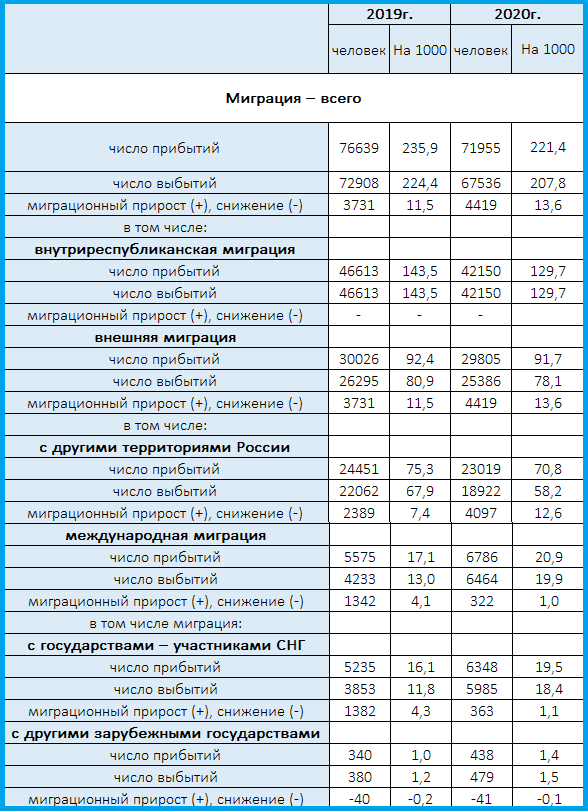 2019г. 2020г.
человек На 1000 человек На 1000
Миграция – всего
число прибытий 76639 235,9 71955 221,4
число выбытий 72908 224,4 67536 207,8
миграционный прирост (+), снижение (-) 3731 11,5 4419 13,6
в том числе:
внутриреспубликанская миграция
число прибытий 46613 143,5 42150 129,7
число выбытий 46613 143,5 42150 129,7
миграционный прирост (+), снижение (-) - - -
внешняя миграция
число прибытий 30026 92,4 29805 91,7
число выбытий 26295 80,9 25386 78,1
миграционный прирост (+), снижение (-) 3731 11,5 4419 13,6
в том числе:
с другими территориями России
число прибытий 24451 75,3 23019 70,8
число выбытий 22062 67,9 18922 58,2
миграционный прирост (+), снижение (-) 2389 7,4 4097 12,6
международная миграция
число прибытий 5575 17,1 6786 20,9
число выбытий 4233 13,0 6464 19,9
миграционный прирост (+), снижение (-) 1342 4,1 322 1,0
в том числе миграция:
с государствами – участниками СНГ
число прибытий 5235 16,1 6348 19,5
число выбытий 3853 11,8 5985 18,4
миграционный прирост (+), снижение (-) 1382 4,3 363 1,1
с другими зарубежными государствами
число прибытий 340 1,0 438 1,4
число выбытий 380 1,2 479 1,5
миграционный прирост (+), снижение (-) -40 -0,2 -41 -0,1